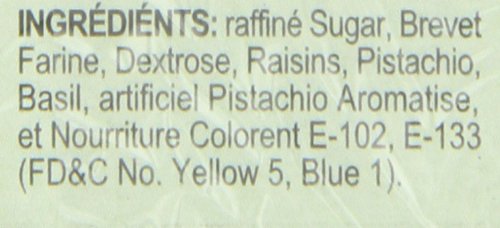 INGRÉDIÉNTS: raffiné Sugar, Brevet
Farine, Dextrose, Raisins, Pistachio,
Basil, artificiel Pistachio Aromatise,
et Nourriture Colorent E-102, E-133
(FD&C No. Yellow 5, Blue 1).